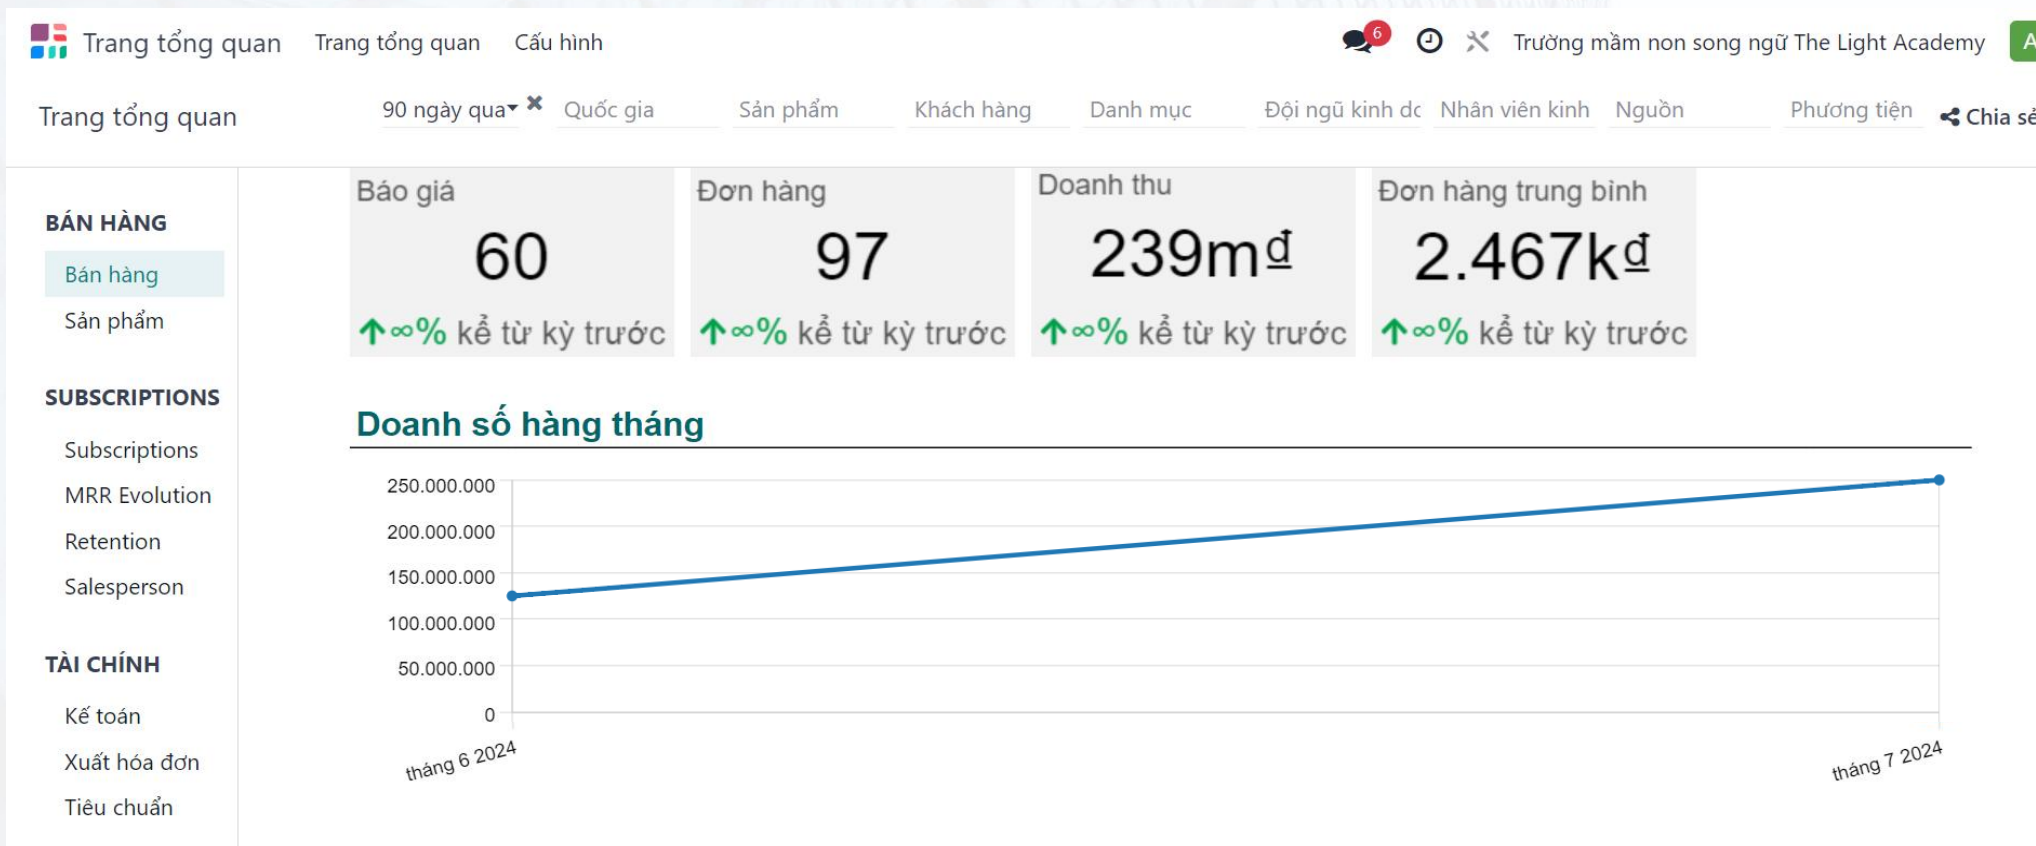 Trang tổng quan Trang tổng quan Cấu hình 6 Trường mầm non song ngữ The Light Academy A
Trang tổng quan 90 ngày qua Quốc gia Sản phẩm Khách hàng Danh mục Đội ngũ kinh dc Nhân viên kinh Nguồn Phương tiện Chia sẻ
BÁN HÀNG
Bán hàng
Sản phẩm
SUBSCRIPTIONS
Subscriptions
MRR Evolution
Retention
Salesperson
TÀI CHÍNH
Kế toán
Xuất hóa đơn
Tiêu chuẩn
Báo giá
60
∞% kể từ kỳ trước
Đơn hàng
97
∞% kể từ kỳ trước
Doanh thu
239m₫
∞% kể từ kỳ trước
Đơn hàng trung bình
2.467k₫
∞% kể từ kỳ trước
Doanh số hàng tháng
250.000.000
200.000.000
150.000.000
100.000.000
50.000.000
0
tháng 6 2024
tháng 7 2024